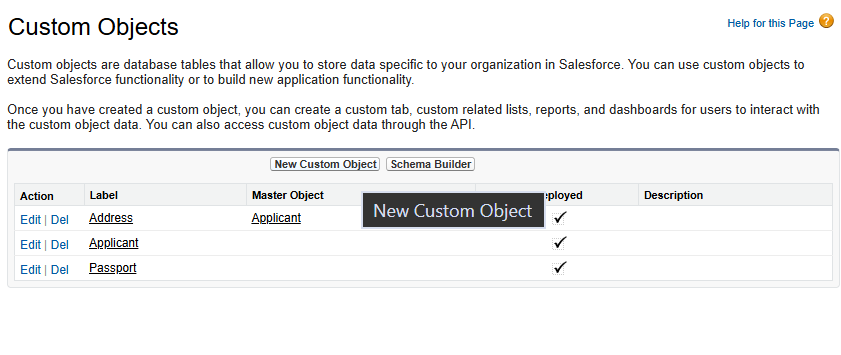 Custom Objects
Help for this Page
Custom objects are database tables that allow you to store data specific to your organization in Salesforce. You can use custom objects to
extend Salesforce functionality or to build new application functionality.
Once you have created a custom object, you can create a custom tab, custom related lists, reports, and dashboards for users to interact with
the custom object data. You can also access custom object data through the API.
New Custom Object Schema Builder
Action Label Master Object Description
Edit | Del Address Applicant
New Custom Object
Edit | Del Applicant
Edit | Del Passport